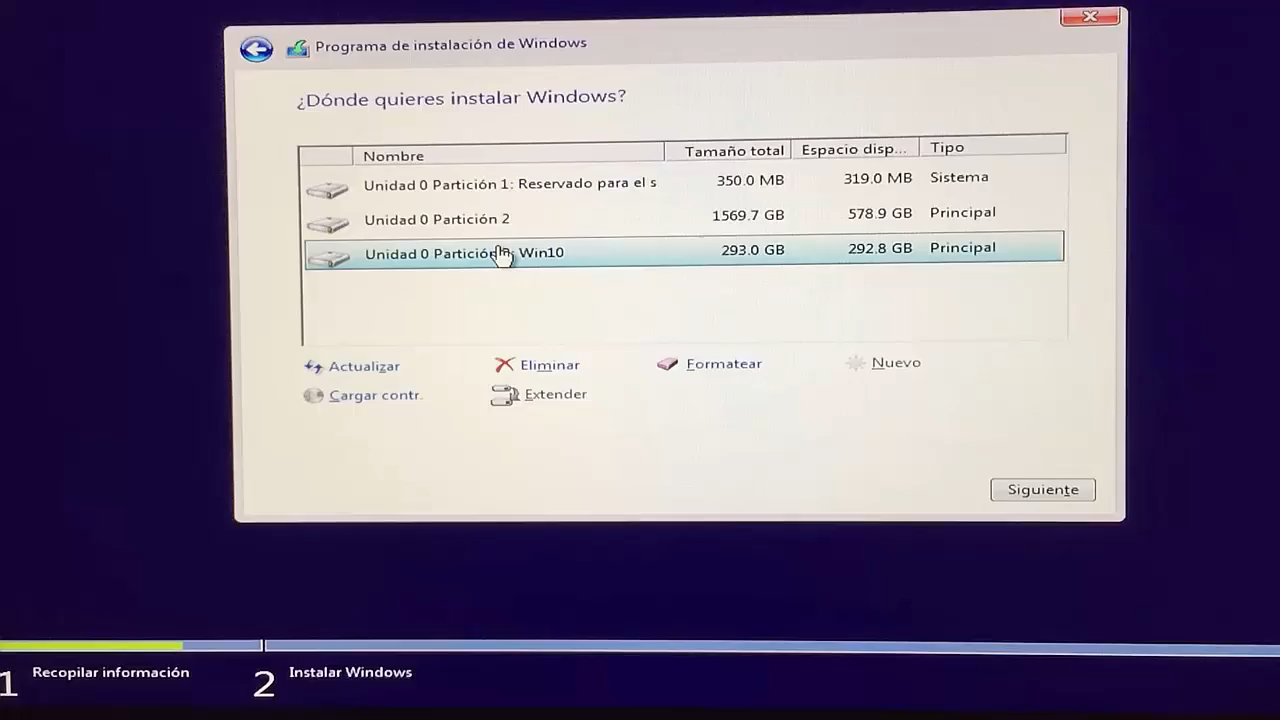 Programa de instalación de Windows
¿Dónde quieres instalar Windows?
Nombre Tamaño total Espacio disp... Tipo
Unidad 0 Partición 1: Reservado para el s 350.0 MB 319.0 MB Sistema
Unidad 0 Partición 2 1569.7 GB 578.9 GB Principal
Unidad 0 Partición Win10 293.0 GB 292.8 GB Principal
Actualizar Eliminar Formatear Nuevo
Cargar contr. Extender
Siguiente
1 Recopilar información 2 Instalar Windows